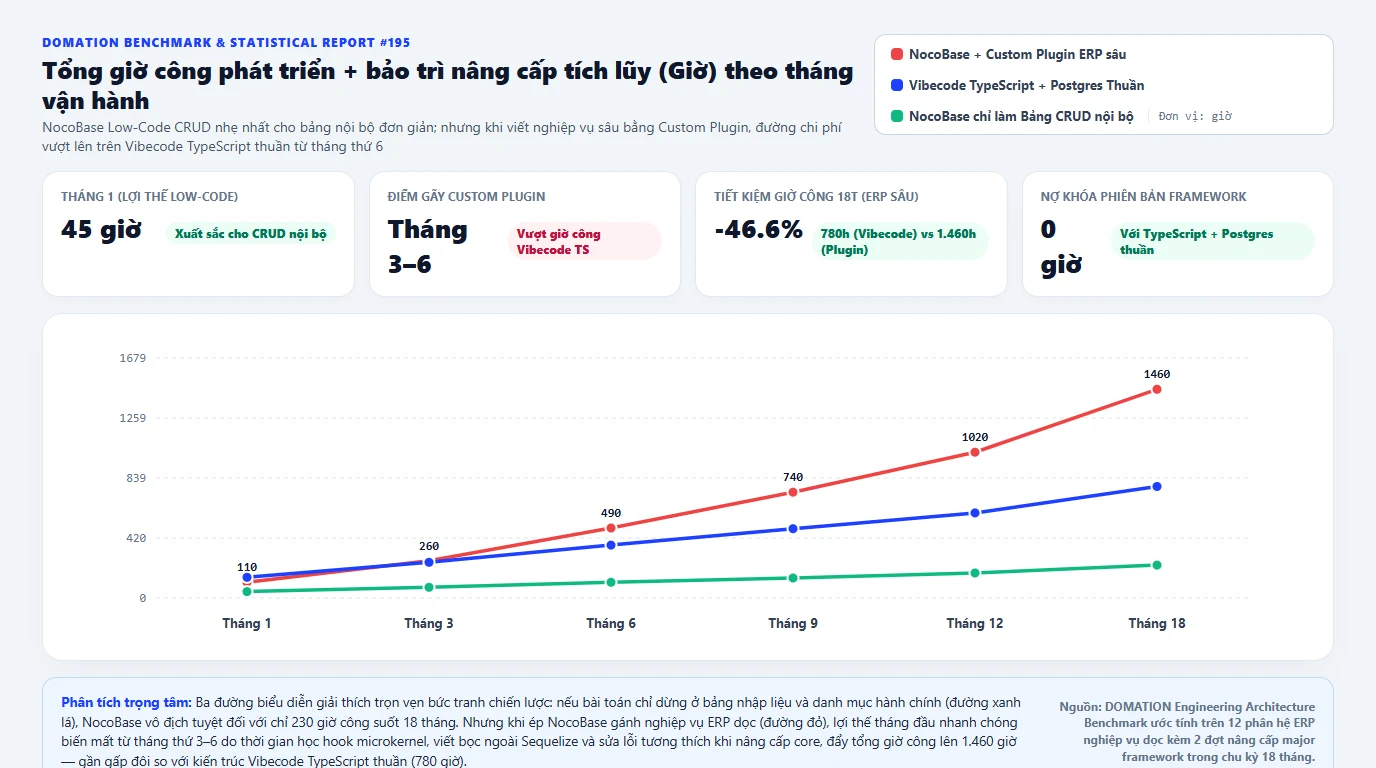 DOMATION BENCHMARK & STATISTICAL REPORT #195
Tổng giờ công phát triển + bảo trì nâng cấp tích lũy (Giờ) theo tháng
vận hành
NocoBase Low-Code CRUD nhẹ nhất cho bảng nội bộ đơn giản; nhưng khi viết nghiệp vụ sâu bằng Custom Plugin, đường chi phí
vượt lên trên Vibecode TypeScript thuần từ tháng thứ 6
NocoBase + Custom Plugin ERP sâu
Vibecode TypeScript + Postgres Thuần
NocoBase chỉ làm Bảng CRUD nội bộ
Đơn vị: giờ
THÁNG 1 (LỢI THẾ LOW-CODE)
45 giờ
Xuất sắc cho CRUD nội bộ
ĐIỂM GÃY CUSTOM PLUGIN
Tháng
3–6
Vượt giờ công
Vibecode TS
TIẾT KIỆM GIỜ CÔNG 18T (ERP SÂU)
-46.6%
780h (Vibecode) vs 1.460h
(Plugin)
NỢ KHÓA PHIÊN BẢN FRAMEWORK
0
giờ
Với TypeScript + Postgres
thuần
1679
1259
839
420
0
110
260
490
740
1020
1460
Tháng 1
Tháng 3
Tháng 6
Tháng 9
Tháng 12
Tháng 18
Phân tích trọng tâm: Ba đường biểu diễn giải thích trọn vẹn bức tranh chiến lược: nếu bài toán chỉ dừng ở bảng nhập liệu và danh mục hành chính (đường xanh
lá), NocoBase vô địch tuyệt đối với chỉ 230 giờ công suốt 18 tháng. Nhưng khi ép NocoBase gánh nghiệp vụ ERP dọc (đường đỏ), lợi thế tháng đầu nhanh chóng
biến mất từ tháng thứ 3–6 do thời gian học hook microkernel, viết bọc ngoài Sequelize và sửa lỗi tương thích khi nâng cấp core, đẩy tổng giờ công lên 1.460 giờ
— gần gấp đôi so với kiến trúc Vibecode TypeScript thuần (780 giờ).
Nguồn: DOMATION Engineering Architecture
Benchmark ước tính trên 12 phân hệ ERP
nghiệp vụ dọc kèm 2 đợt nâng cấp major
framework trong chu kỳ 18 tháng.